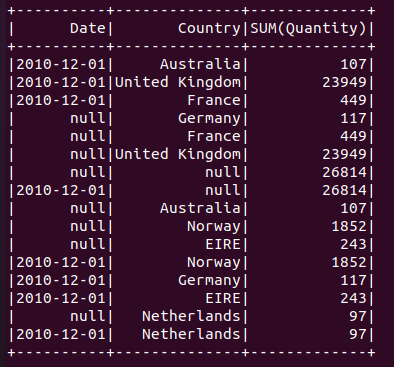 +----------+--------------+-------------+
|      Date|       Country|SUM(Quantity)|
+----------+--------------+-------------+
|2010-12-01|     Australia|          107|
|2010-12-01|United Kingdom|        23949|
|2010-12-01|        France|          449|
|      null|       Germany|          117|
|      null|        France|          449|
|      null|United Kingdom|        23949|
|      null|          null|        26814|
|2010-12-01|          null|        26814|
|      null|     Australia|          107|
|      null|        Norway|         1852|
|      null|          EIRE|          243|
|2010-12-01|        Norway|         1852|
|2010-12-01|       Germany|          117|
|2010-12-01|          EIRE|          243|
|      null|   Netherlands|           97|
|2010-12-01|   Netherlands|           97|
+----------+--------------+-------------+